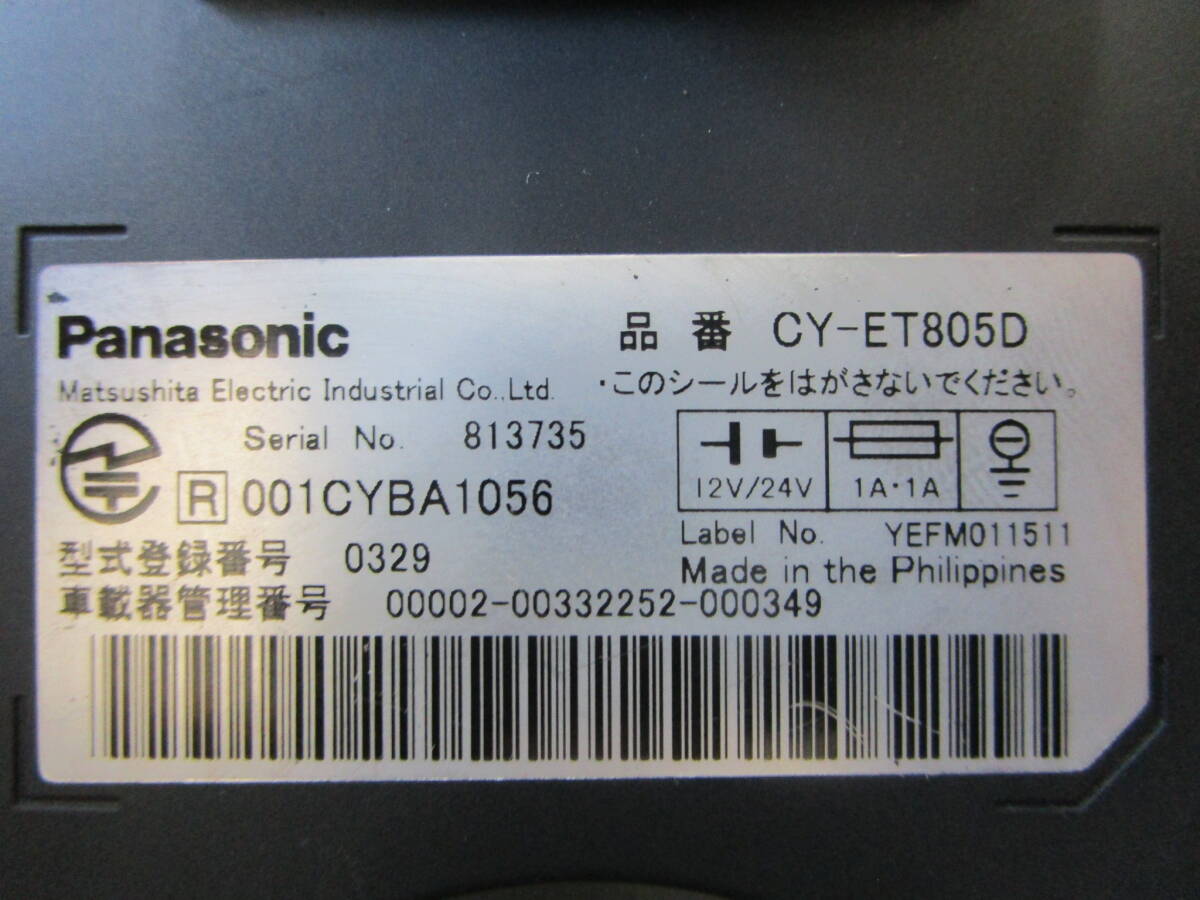 Panasonic
品番 CY-ET805D
Matsushita Electric Industrial Co.,Ltd.
・このシールをはがさないでください。
Serial No. 813735
R 001CYBA1056
12V/24V 1A・1A
Label No. YEFM011511
型式登録番号 0329
Made in the Philippines
車載器管理番号 00002-00332252-000349